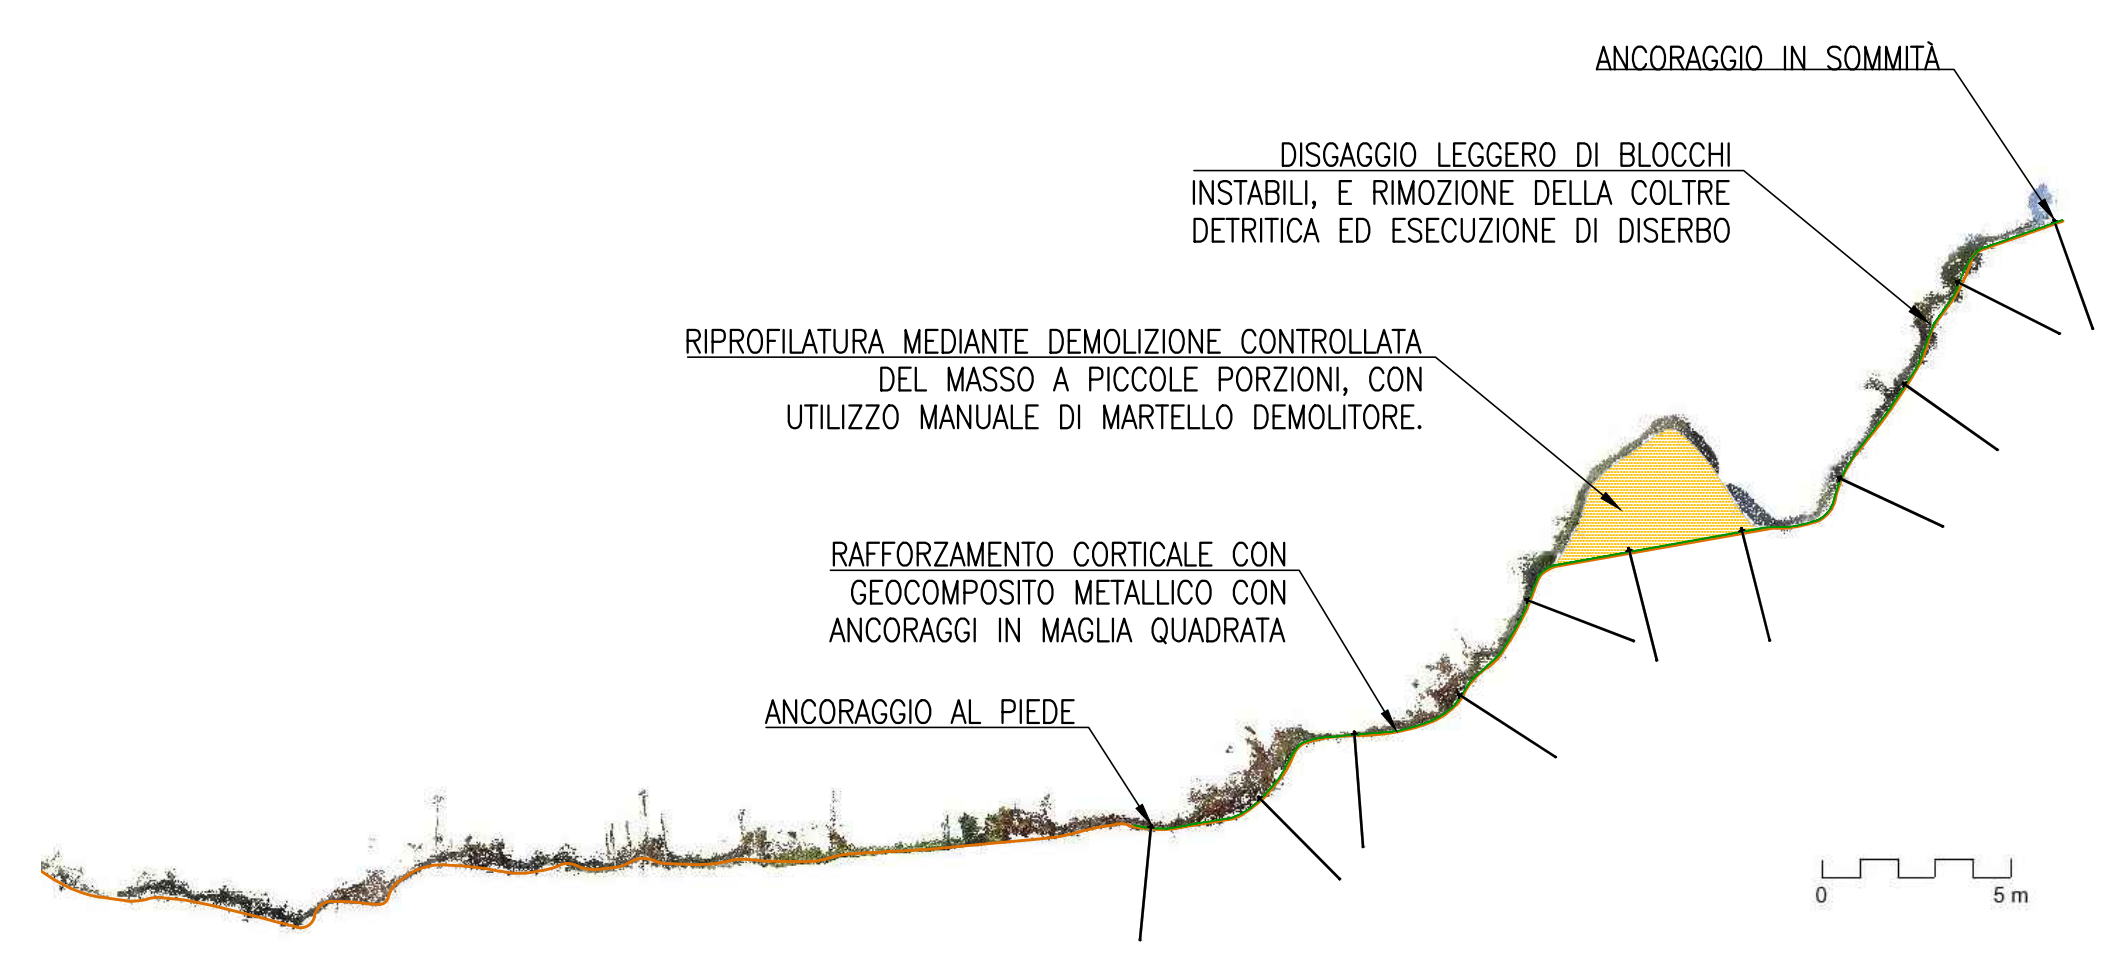 ANCORAGGIO IN SOMMITÀ
DISGAGGIO LEGGERO DI BLOCCHI
INSTABILI, E RIMOZIONE DELLA COLTRE
DETRITICA ED ESECUZIONE DI DISERBO
RIPROFILATURA MEDIANTE DEMOLIZIONE CONTROLLATA
DEL MASSO A PICCOLE PORZIONI, CON
UTILIZZO MANUALE DI MARTELLO DEMOLITORE.
RAFFORZAMENTO CORTICALE CON
GEOCOMPOSITO METALLICO CON
ANCORAGGI IN MAGLIA QUADRATA
ANCORAGGIO AL PIEDE
0 5 m